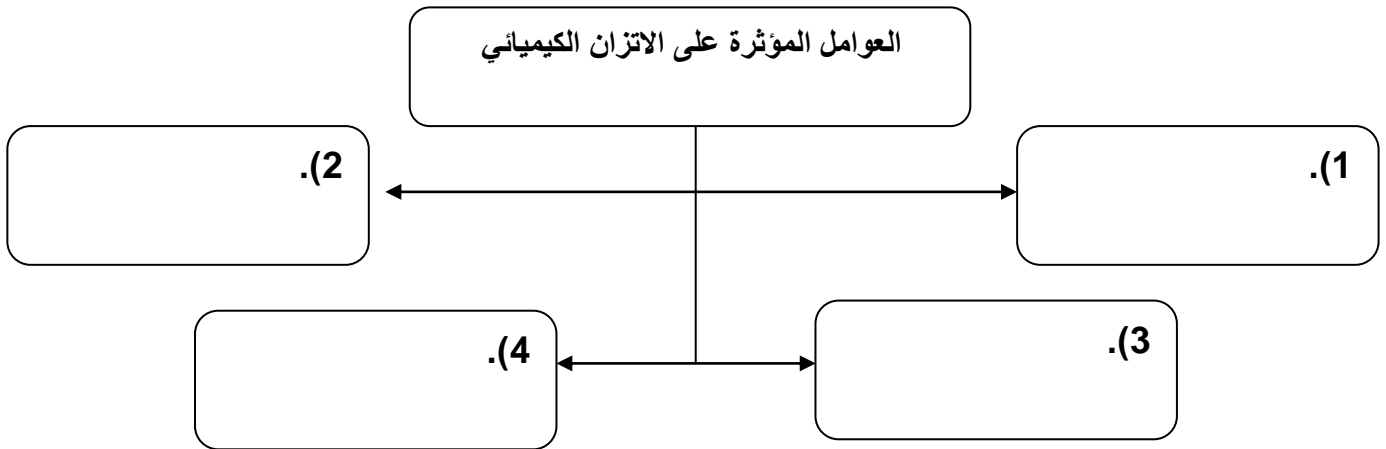 العوامل المؤثرة على الاتزان الكيميائي
1).
2).
3).
4).